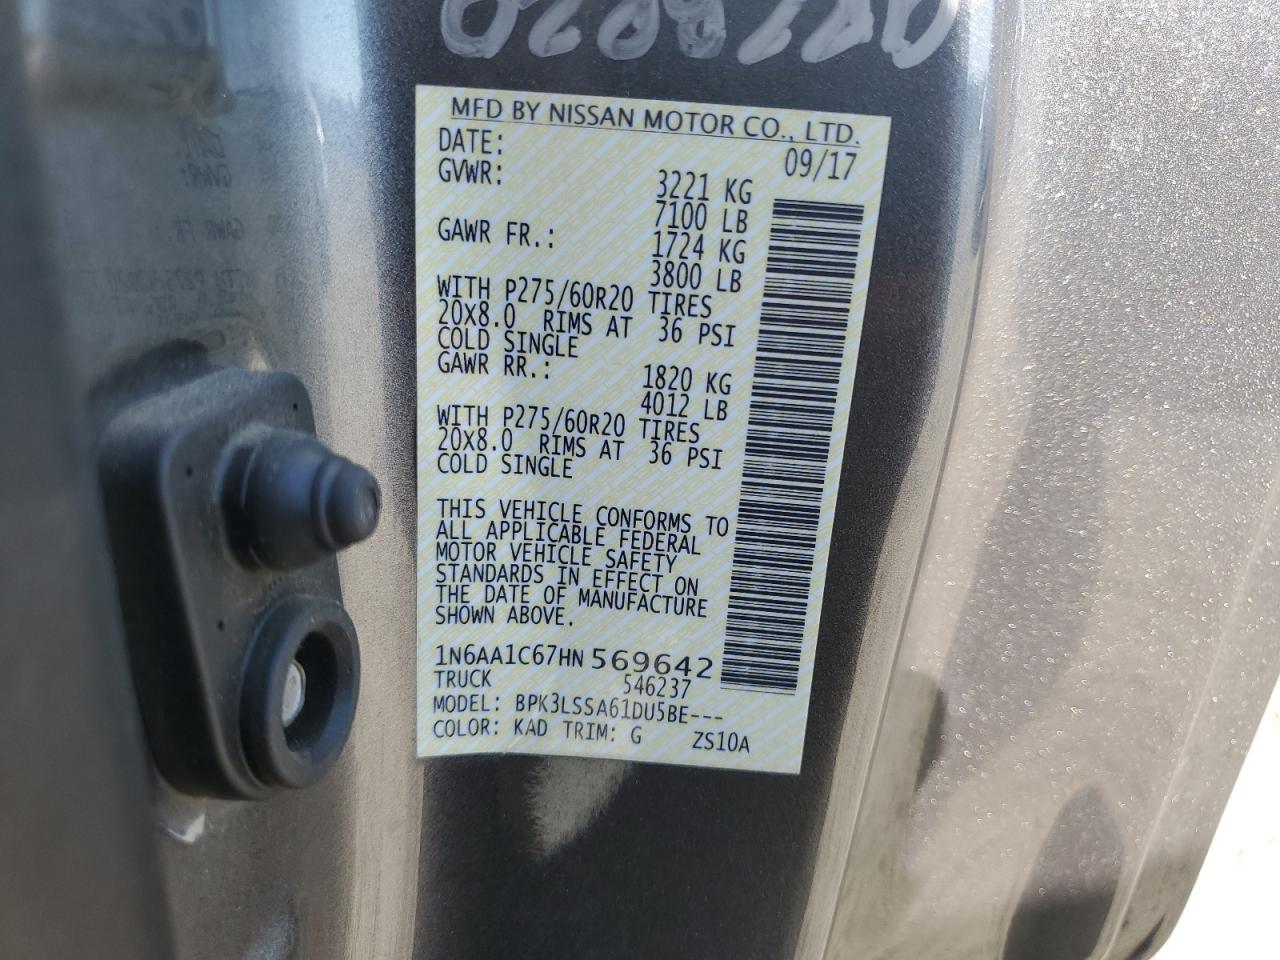 MFD BY NISSAN MOTOR CO., LTD.
DATE: 09/17
GVWR: 3221 KG
7100 LB
GAWR FR.: 1724 KG
3800 LB
WITH P275/60R20 TIRES
20X8.0 RIMS AT 36 PSI
COLD SINGLE
GAWR RR.: 1820 KG
4012 LB
WITH P275/60R20 TIRES
20X8.0 RIMS AT 36 PSI
COLD SINGLE
THIS VEHICLE CONFORMS TO
ALL APPLICABLE FEDERAL
MOTOR VEHICLE SAFETY
STANDARDS IN EFFECT ON
THE DATE OF MANUFACTURE
SHOWN ABOVE.
1N6AA1C67HN569642
TRUCK 546237
MODEL: BPK3LSSA61DU5BE---
COLOR: KAD TRIM: G ZS10A